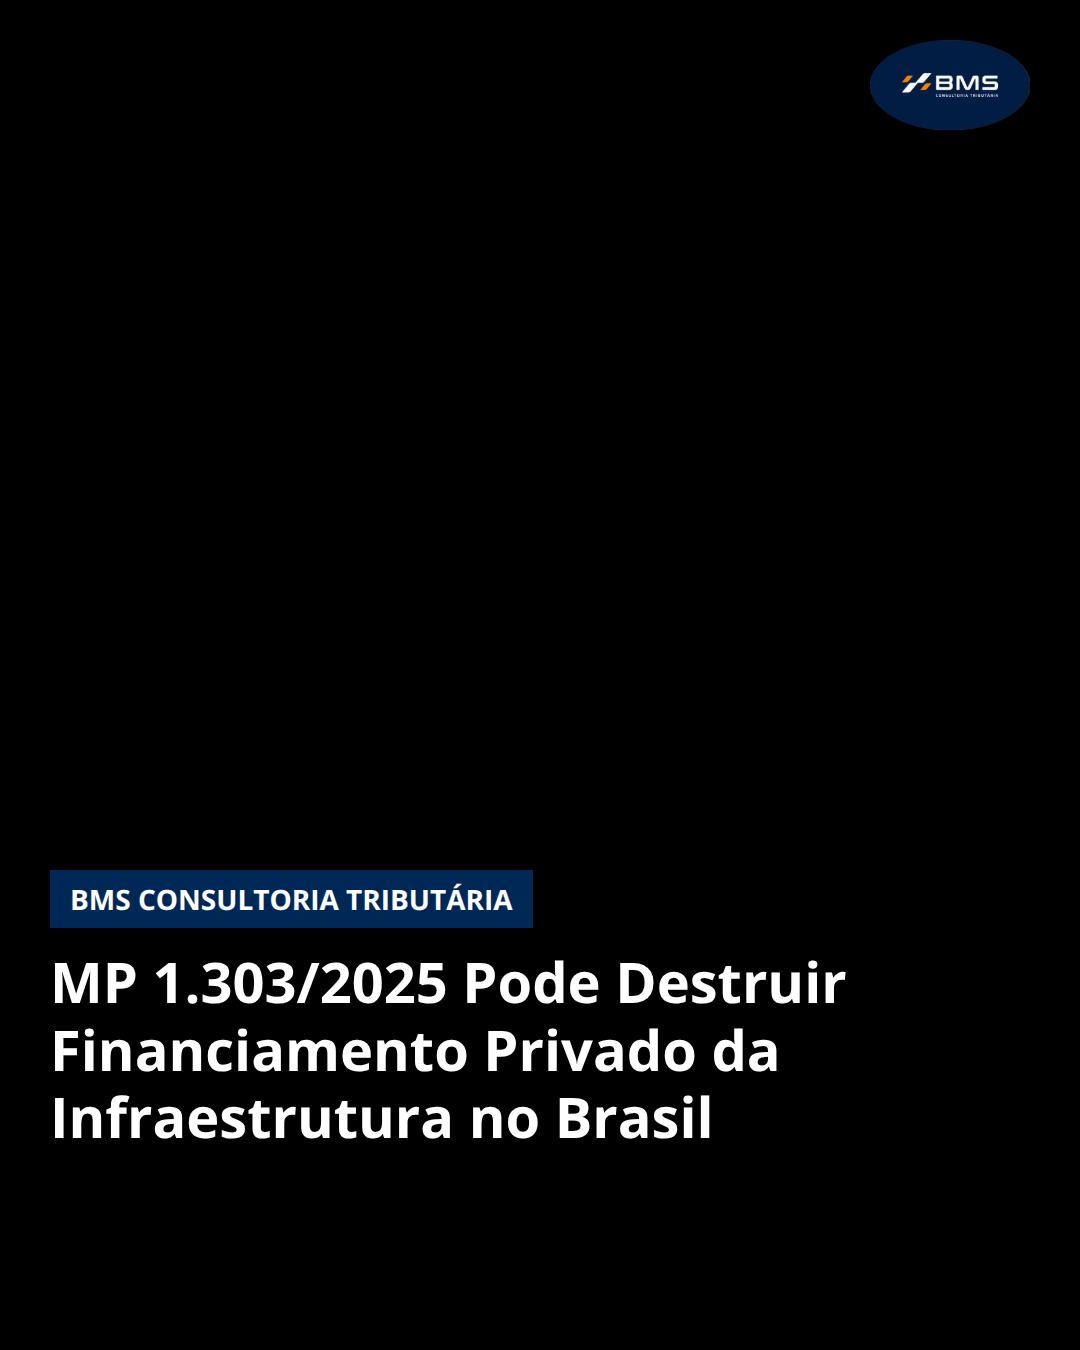 BMS
CONSULTORIA TRIBUTÁRIA
BMS CONSULTORIA TRIBUTÁRIA
MP 1.303/2025 Pode Destruir
Financiamento Privado da
Infraestrutura no Brasil